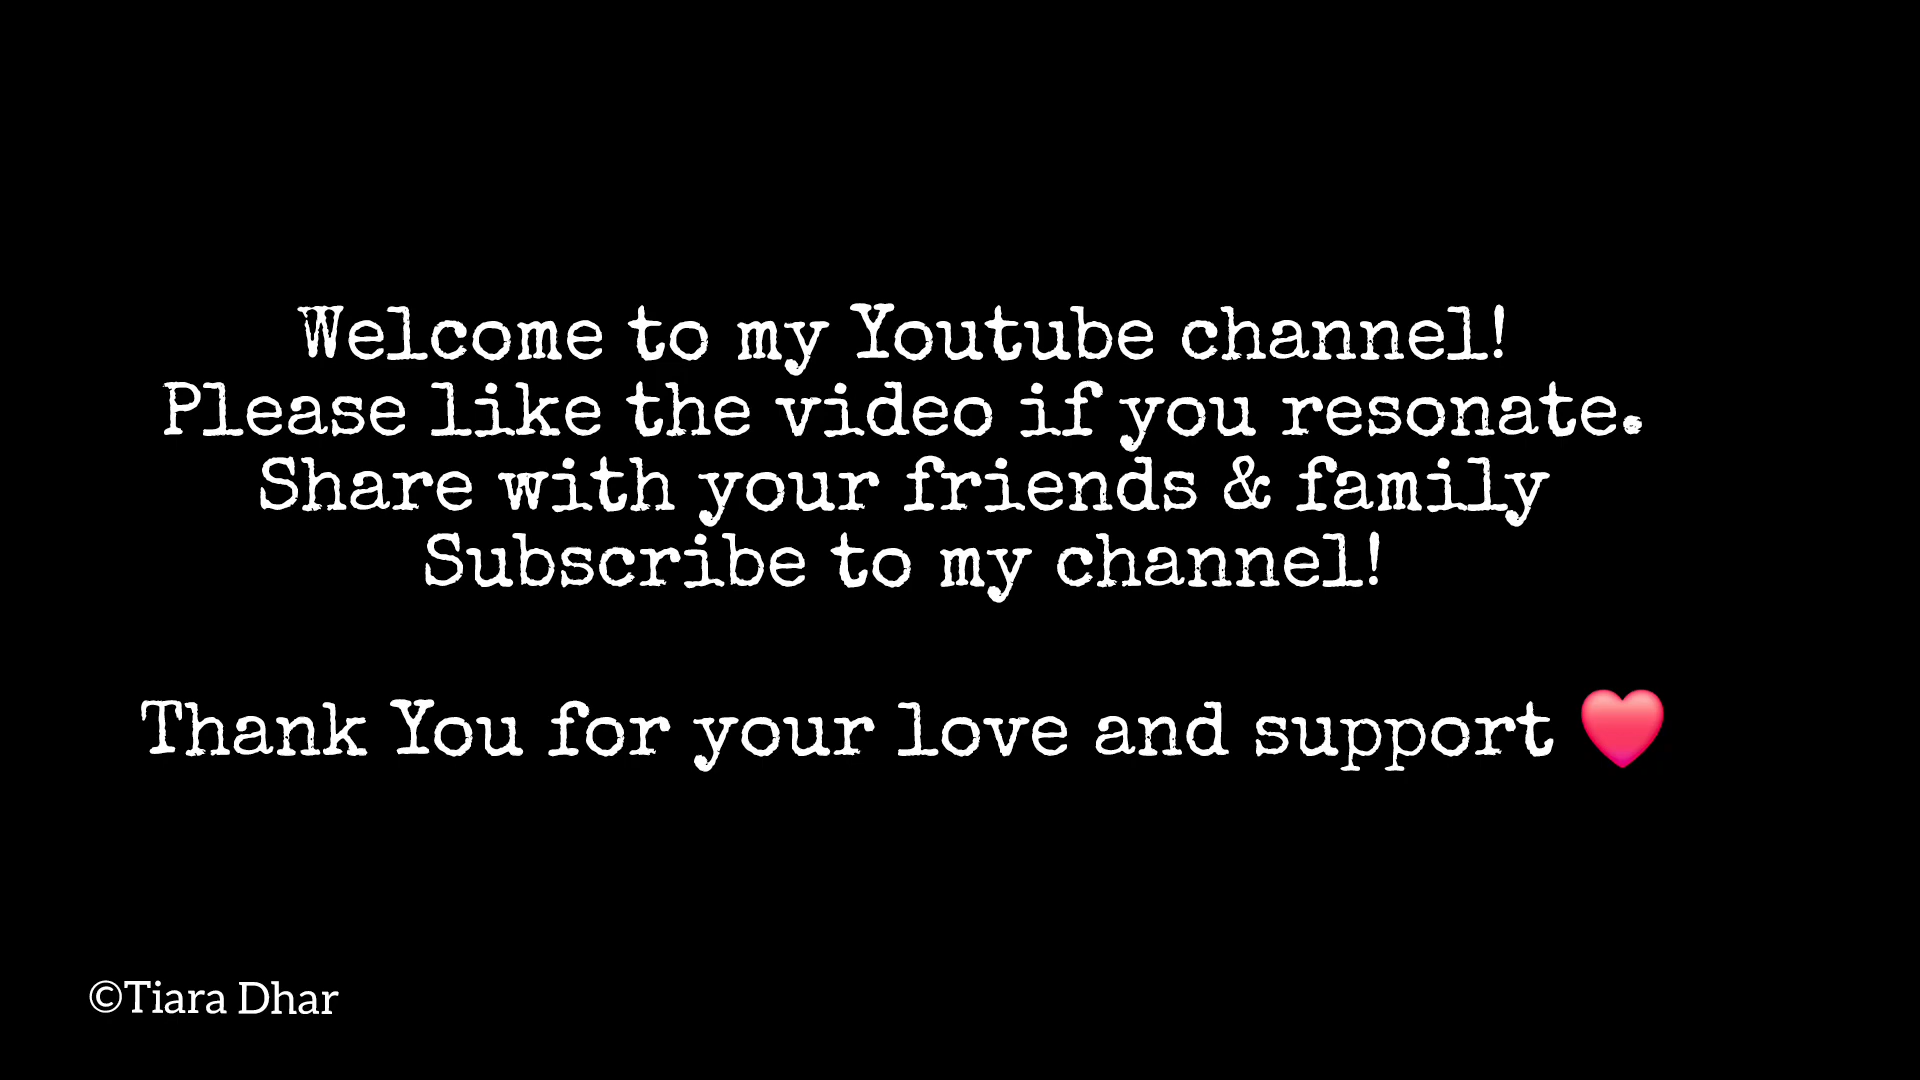 Welcome to my Youtube channel!
Please like the video if you resonate.
Share with your friends & family
Subscribe to my channel!
Thank You for your love and support ❤️
©Tiara Dhar